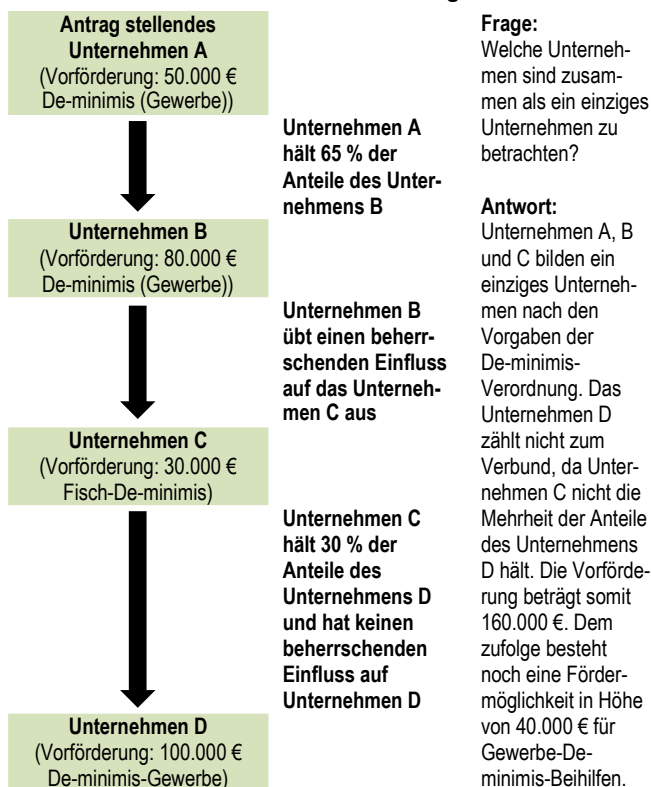 Antrag stellendes
Unternehmen A
(Vorförderung: 50.000 €
De-minimis (Gewerbe))
Unternehmen A
hält 65 % der
Anteile des Unter-
nehmens B
Unternehmen B
(Vorförderung: 80.000 €
De-minimis (Gewerbe))
Unternehmen B
übt einen beherr-
schenden Einfluss
auf das Unterneh-
men C aus
Unternehmen C
(Vorförderung: 30.000 €
Fisch-De-minimis)
Unternehmen C
hält 30 % der
Anteile des
Unternehmens D
und hat keinen
beherrschenden
Einfluss auf
Unternehmen D
Unternehmen D
(Vorförderung: 100.000 €
De-minimis-Gewerbe)
Frage:
Welche Unterneh-
men sind zusam-
men als ein einziges
Unternehmen zu
betrachten?
Antwort:
Unternehmen A, B
und C bilden ein
einziges Unterneh-
men nach den
Vorgaben der
De-minimis-
Verordnung. Das
Unternehmen D
zählt nicht zum
Verbund, da Unter-
nehmen C nicht die
Mehrheit der Anteile
des Unternehmens
D hält. Die Vorförde-
rung beträgt somit
160.000 €. Dem
zufolge besteht
noch eine Förder-
möglichkeit in Höhe
von 40.000 € für
Gewerbe-De-
minimis-Beihilfen.